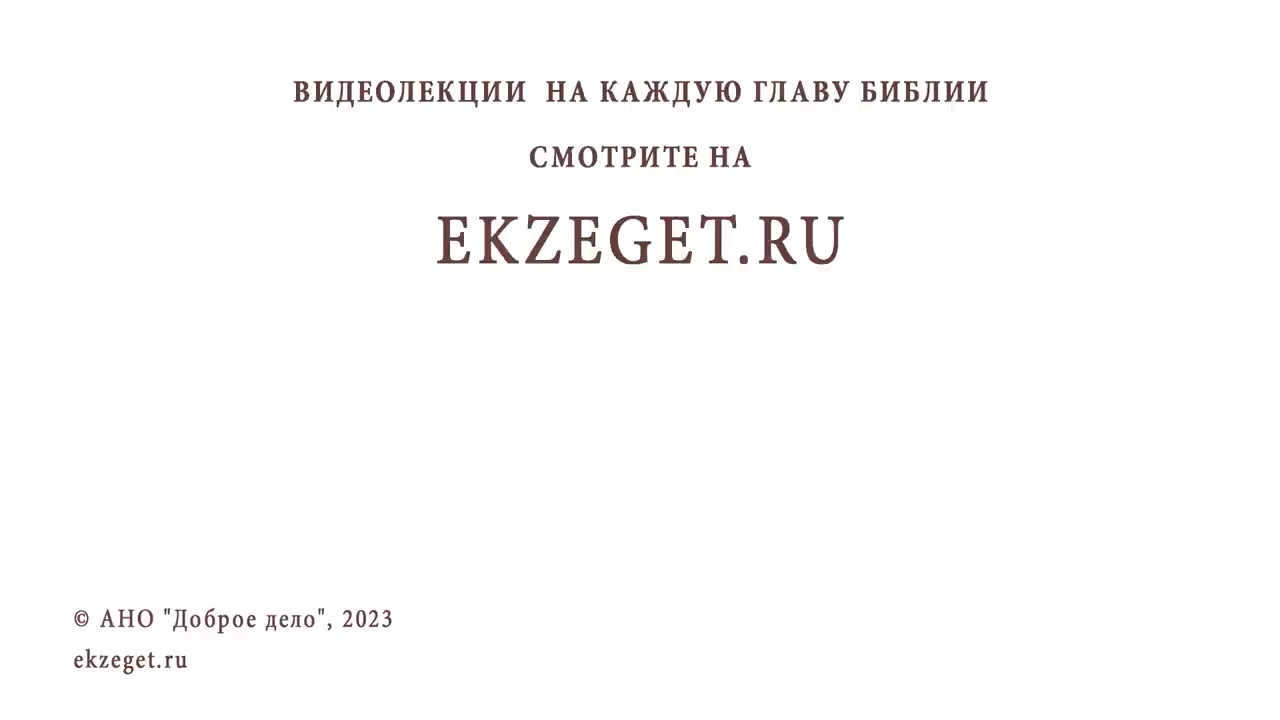 ВИДЕОЛЕКЦИИ НА КАЖДУЮ ГЛАВУ БИБЛИИ
СМОТРИТЕ НА
EKZEGET.RU
© АНО "Доброе дело", 2023
ekzeget.ru